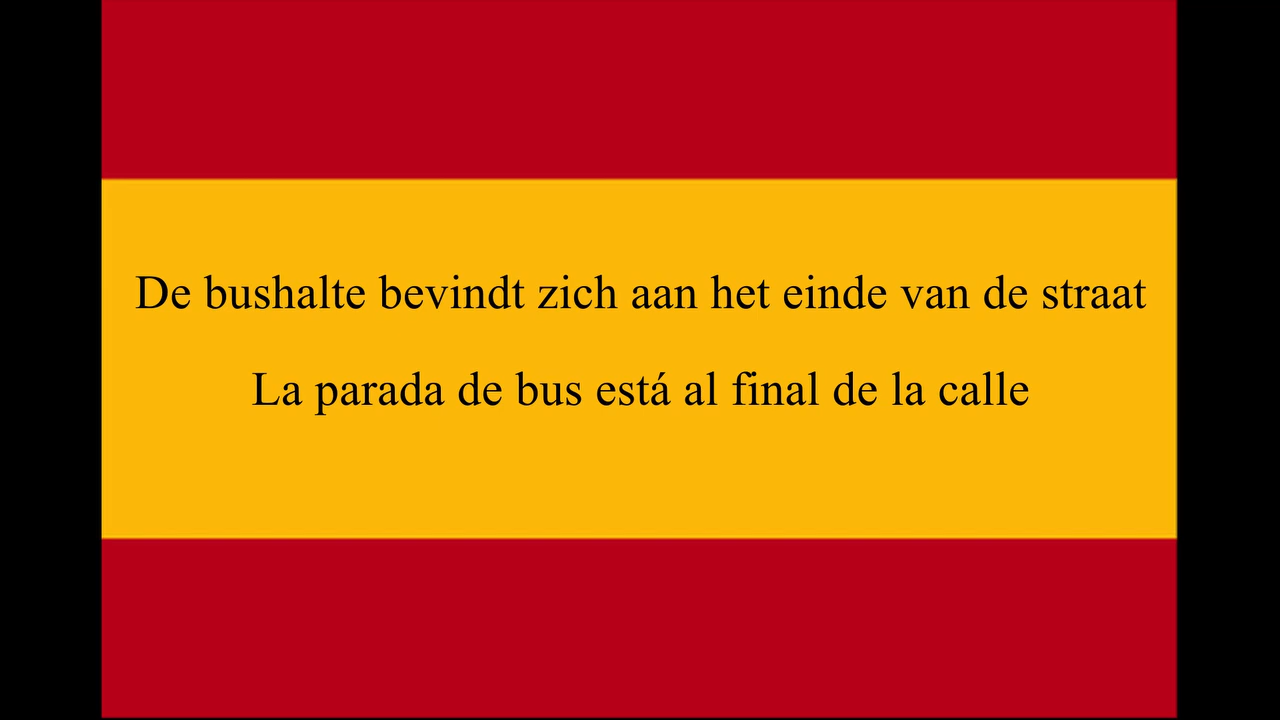 De bushalte bevindt zich aan het einde van de straat
La parada de bus está al final de la calle